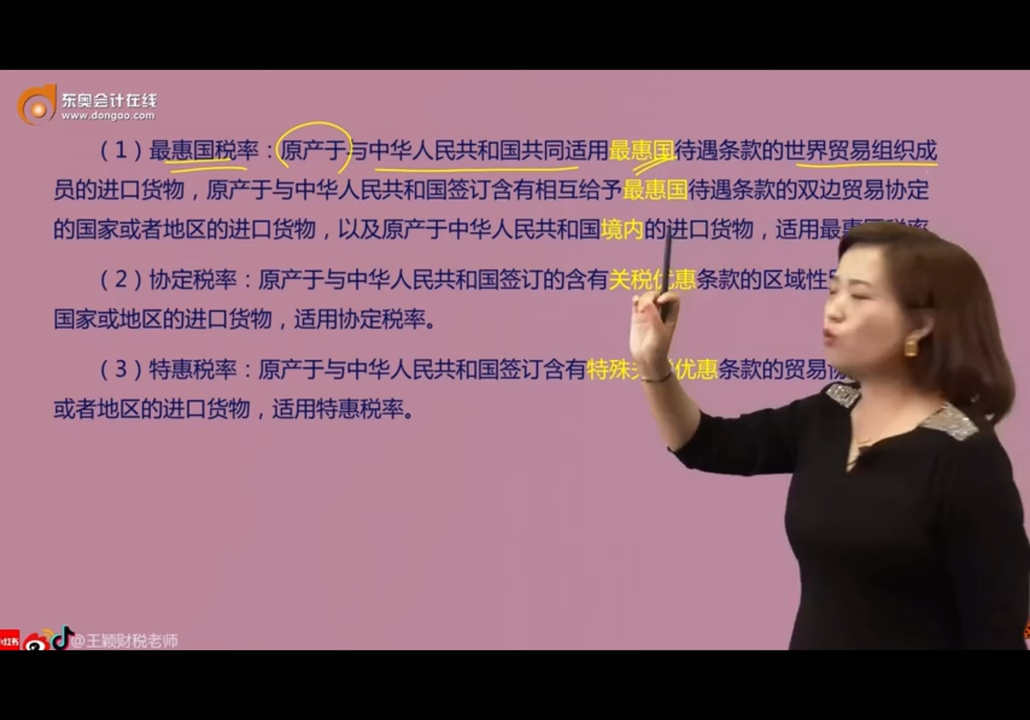 东奥会计在线
www.dongao.com
（1）最惠国税率：原产于与中华人民共和国共同适用最惠国待遇条款的世界贸易组织成
员的进口货物，原产于与中华人民共和国签订含有相互给予最惠国待遇条款的双边贸易协定
的国家或者地区的进口货物，以及原产于中华人民共和国境内的进口货物，适用最惠国税率
（2）协定税率：原产于与中华人民共和国签订的含有关税优惠条款的区域性
国家或地区的进口货物，适用协定税率。
（3）特惠税率：原产于与中华人民共和国签订含有特殊关税优惠条款的贸易
或者地区的进口货物，适用特惠税率。
小红书
@王颖财税老师